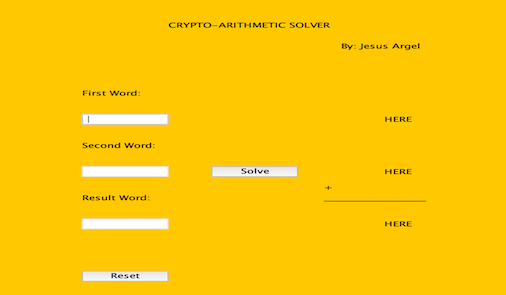 CRYPTO-ARITHMETIC SOLVER
By: Jesus Argel
First Word:
HERE
Second Word:
Solve HERE
+
Result Word:
HERE
Reset